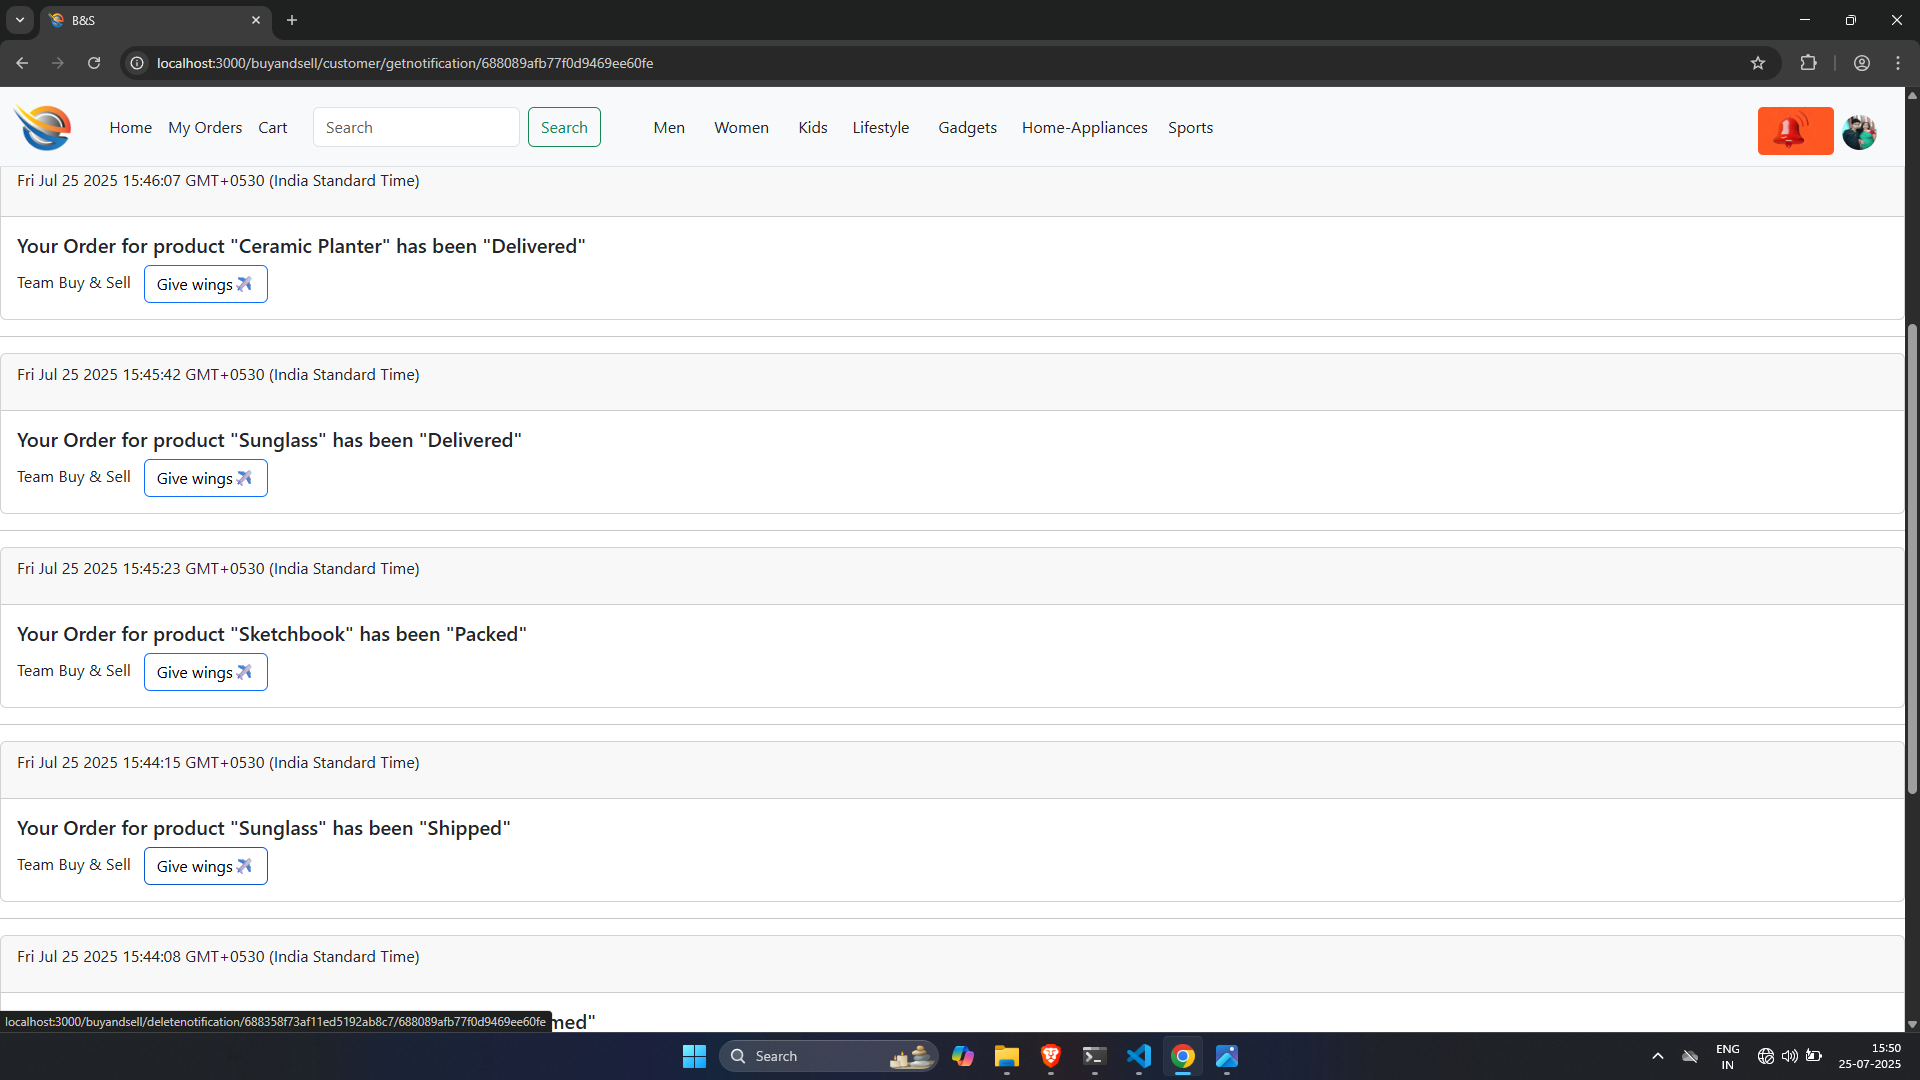 B&S
localhost:3000/buyandsell/customer/getnotification/688089afb77f0d9469ee60fe
Home My Orders Cart Search Search Men Women Kids Lifestyle Gadgets Home-Appliances Sports
Fri Jul 25 2025 15:46:07 GMT+0530 (India Standard Time)
Your Order for product "Ceramic Planter" has been "Delivered"
Team Buy & Sell Give wings
Fri Jul 25 2025 15:45:42 GMT+0530 (India Standard Time)
Your Order for product "Sunglass" has been "Delivered"
Team Buy & Sell Give wings
Fri Jul 25 2025 15:45:23 GMT+0530 (India Standard Time)
Your Order for product "Sketchbook" has been "Packed"
Team Buy & Sell Give wings
Fri Jul 25 2025 15:44:15 GMT+0530 (India Standard Time)
Your Order for product "Sunglass" has been "Shipped"
Team Buy & Sell Give wings
Fri Jul 25 2025 15:44:08 GMT+0530 (India Standard Time)
med"
localhost:3000/buyandsell/deletenotification/688358f73af11ed5192ab8c7/688089afb77f0d9469ee60fe
Search
ENG
IN
15:50
25-07-2025